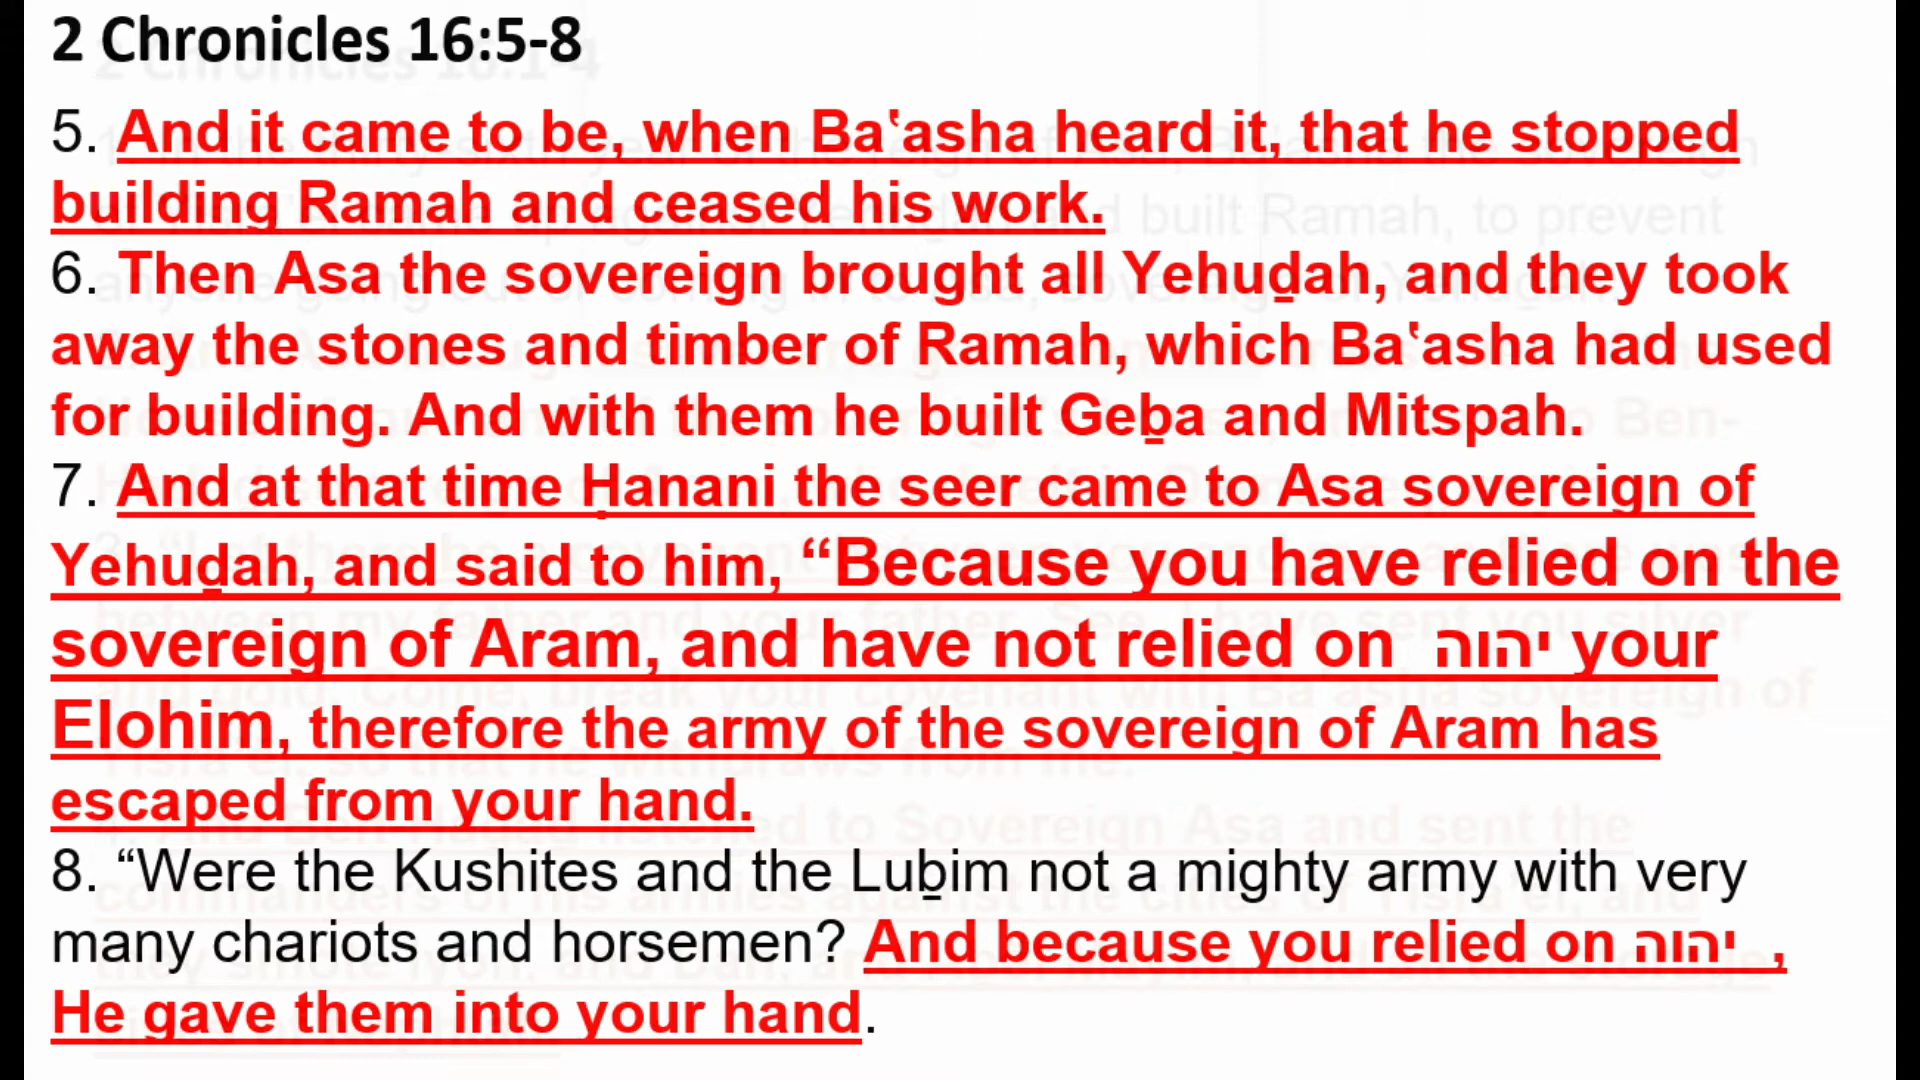 2 Chronicles 16:5-8
5. And it came to be, when Baʽasha heard it, that he stopped
building Ramah and ceased his work.
6. Then Asa the sovereign brought all Yehuḏah, and they took
away the stones and timber of Ramah, which Baʽasha had used
for building. And with them he built Geḇa and Mitspah.
7. And at that time Ḥanani the seer came to Asa sovereign of
Yehuḏah, and said to him, “Because you have relied on the
sovereign of Aram, and have not relied on יהוה your
Elohim, therefore the army of the sovereign of Aram has
escaped from your hand.
8. “Were the Kushites and the Luḇim not a mighty army with very
many chariots and horsemen? And because you relied on יהוה ,
He gave them into your hand.